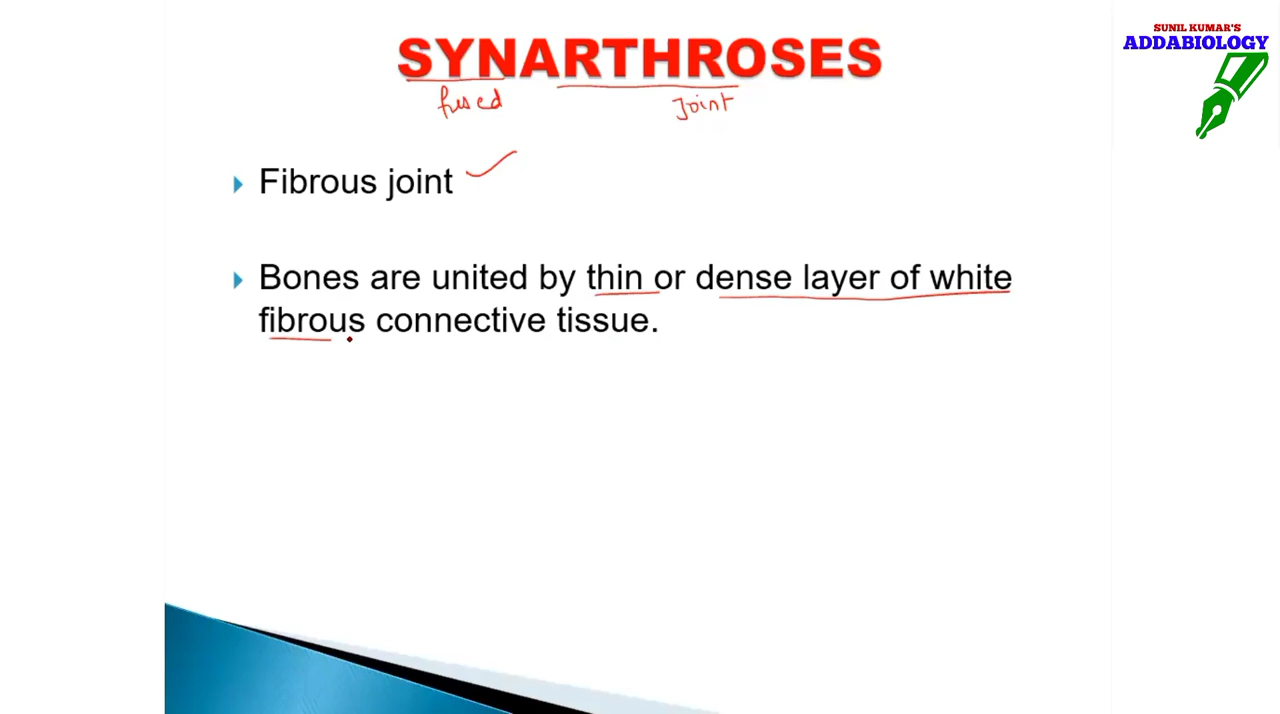 SUNIL KUMAR'S
ADDABIOLOGY
SYNARTHROSES
fused joint
Fibrous joint
Bones are united by thin or dense layer of white
fibrous connective tissue.